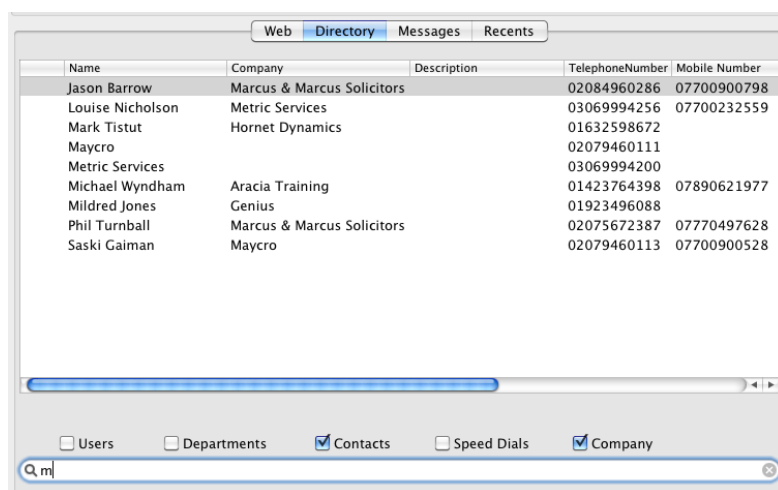 Web Directory Messages Recents
Name Company Description TelephoneNumber Mobile Number
Jason Barrow Marcus & Marcus Solicitors 02084960286 07700900798
Louise Nicholson Metric Services 03069994256 07700232559
Mark Tistut Hornet Dynamics 01632598672
Maycro 02079460111
Metric Services 03069994200
Michael Wyndham Aracia Training 01423764398 07890621977
Mildred Jones Genius 01923496088
Phil Turnball Marcus & Marcus Solicitors 02075672387 07770497628
Saski Gaiman Maycro 02079460113 07700900528
Users Departments Contacts Speed Dials Company
m